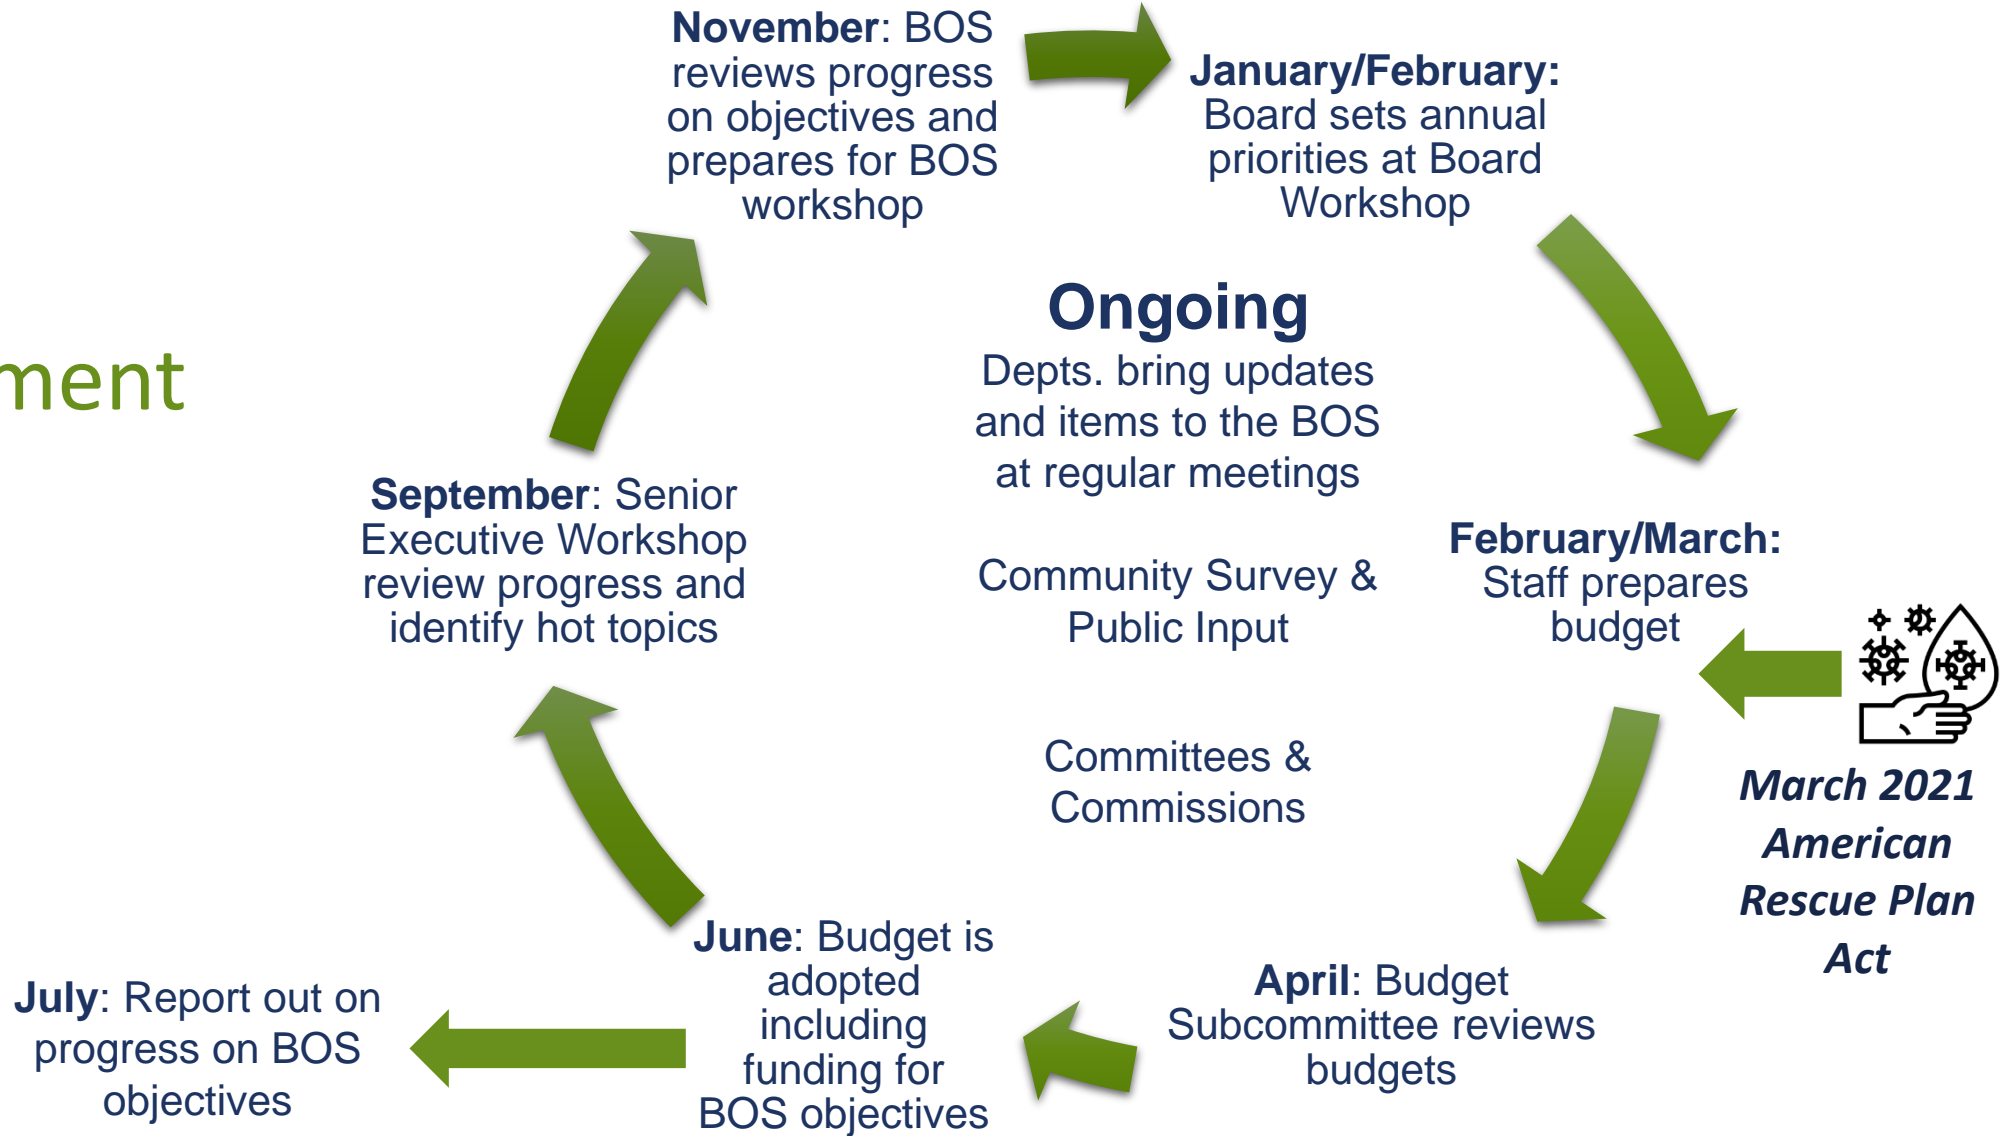 November: BOS
reviews progress
on objectives and
prepares for BOS
workshop
January/February:
Board sets annual
priorities at Board
Workshop
Ongoing
Depts. bring updates
and items to the BOS
at regular meetings
Community Survey &
Public Input
Committees &
Commissions
ment
September: Senior
Executive Workshop
review progress and
identify hot topics
February/March:
Staff prepares
budget
March 2021
American
Rescue Plan
Act
June: Budget is
adopted
including
funding for
BOS objectives
April: Budget
Subcommittee reviews
budgets
July: Report out on
progress on BOS
objectives